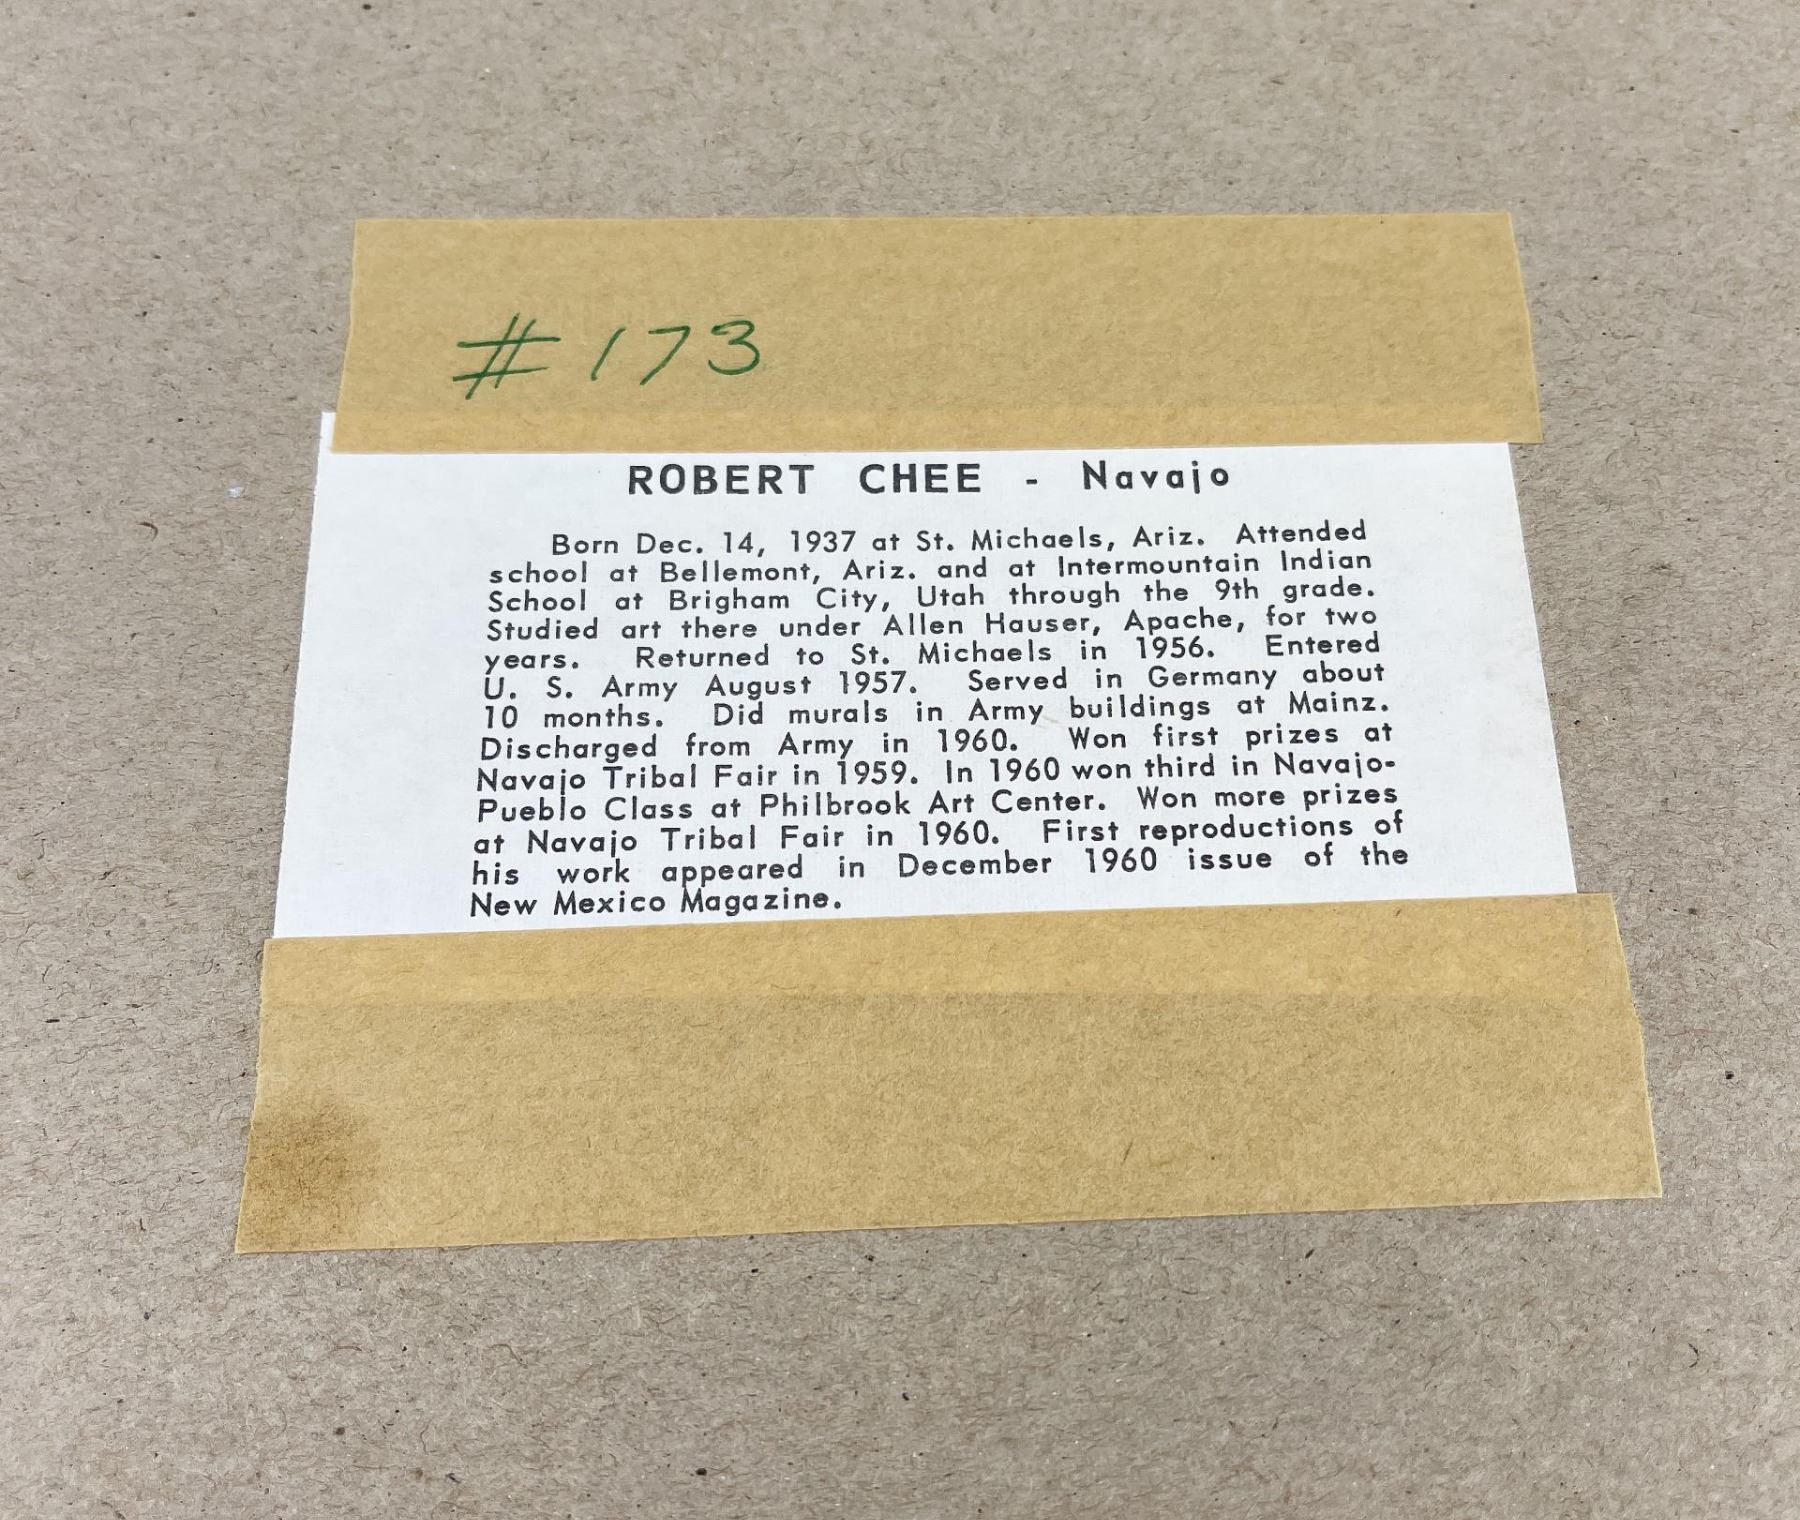 #173
ROBERT CHEE - Navajo
Born Dec. 14, 1937 at St. Michaels, Ariz. Attended
school at Bellemont, Ariz. and at Intermountain Indian
School at Brigham City, Utah through the 9th grade.
Studied art there under Allen Hauser, Apache, for two
years. Returned to St. Michaels in 1956. Entered
U. S. Army August 1957. Served in Germany about
10 months. Did murals in Army buildings at Mainz.
Discharged from Army in 1960. Won first prizes at
Navajo Tribal Fair in 1959. In 1960 won third in Navajo-
Pueblo Class at Philbrook Art Center. Won more prizes
at Navajo Tribal Fair in 1960. First reproductions of
his work appeared in December 1960 issue of the
New Mexico Magazine.